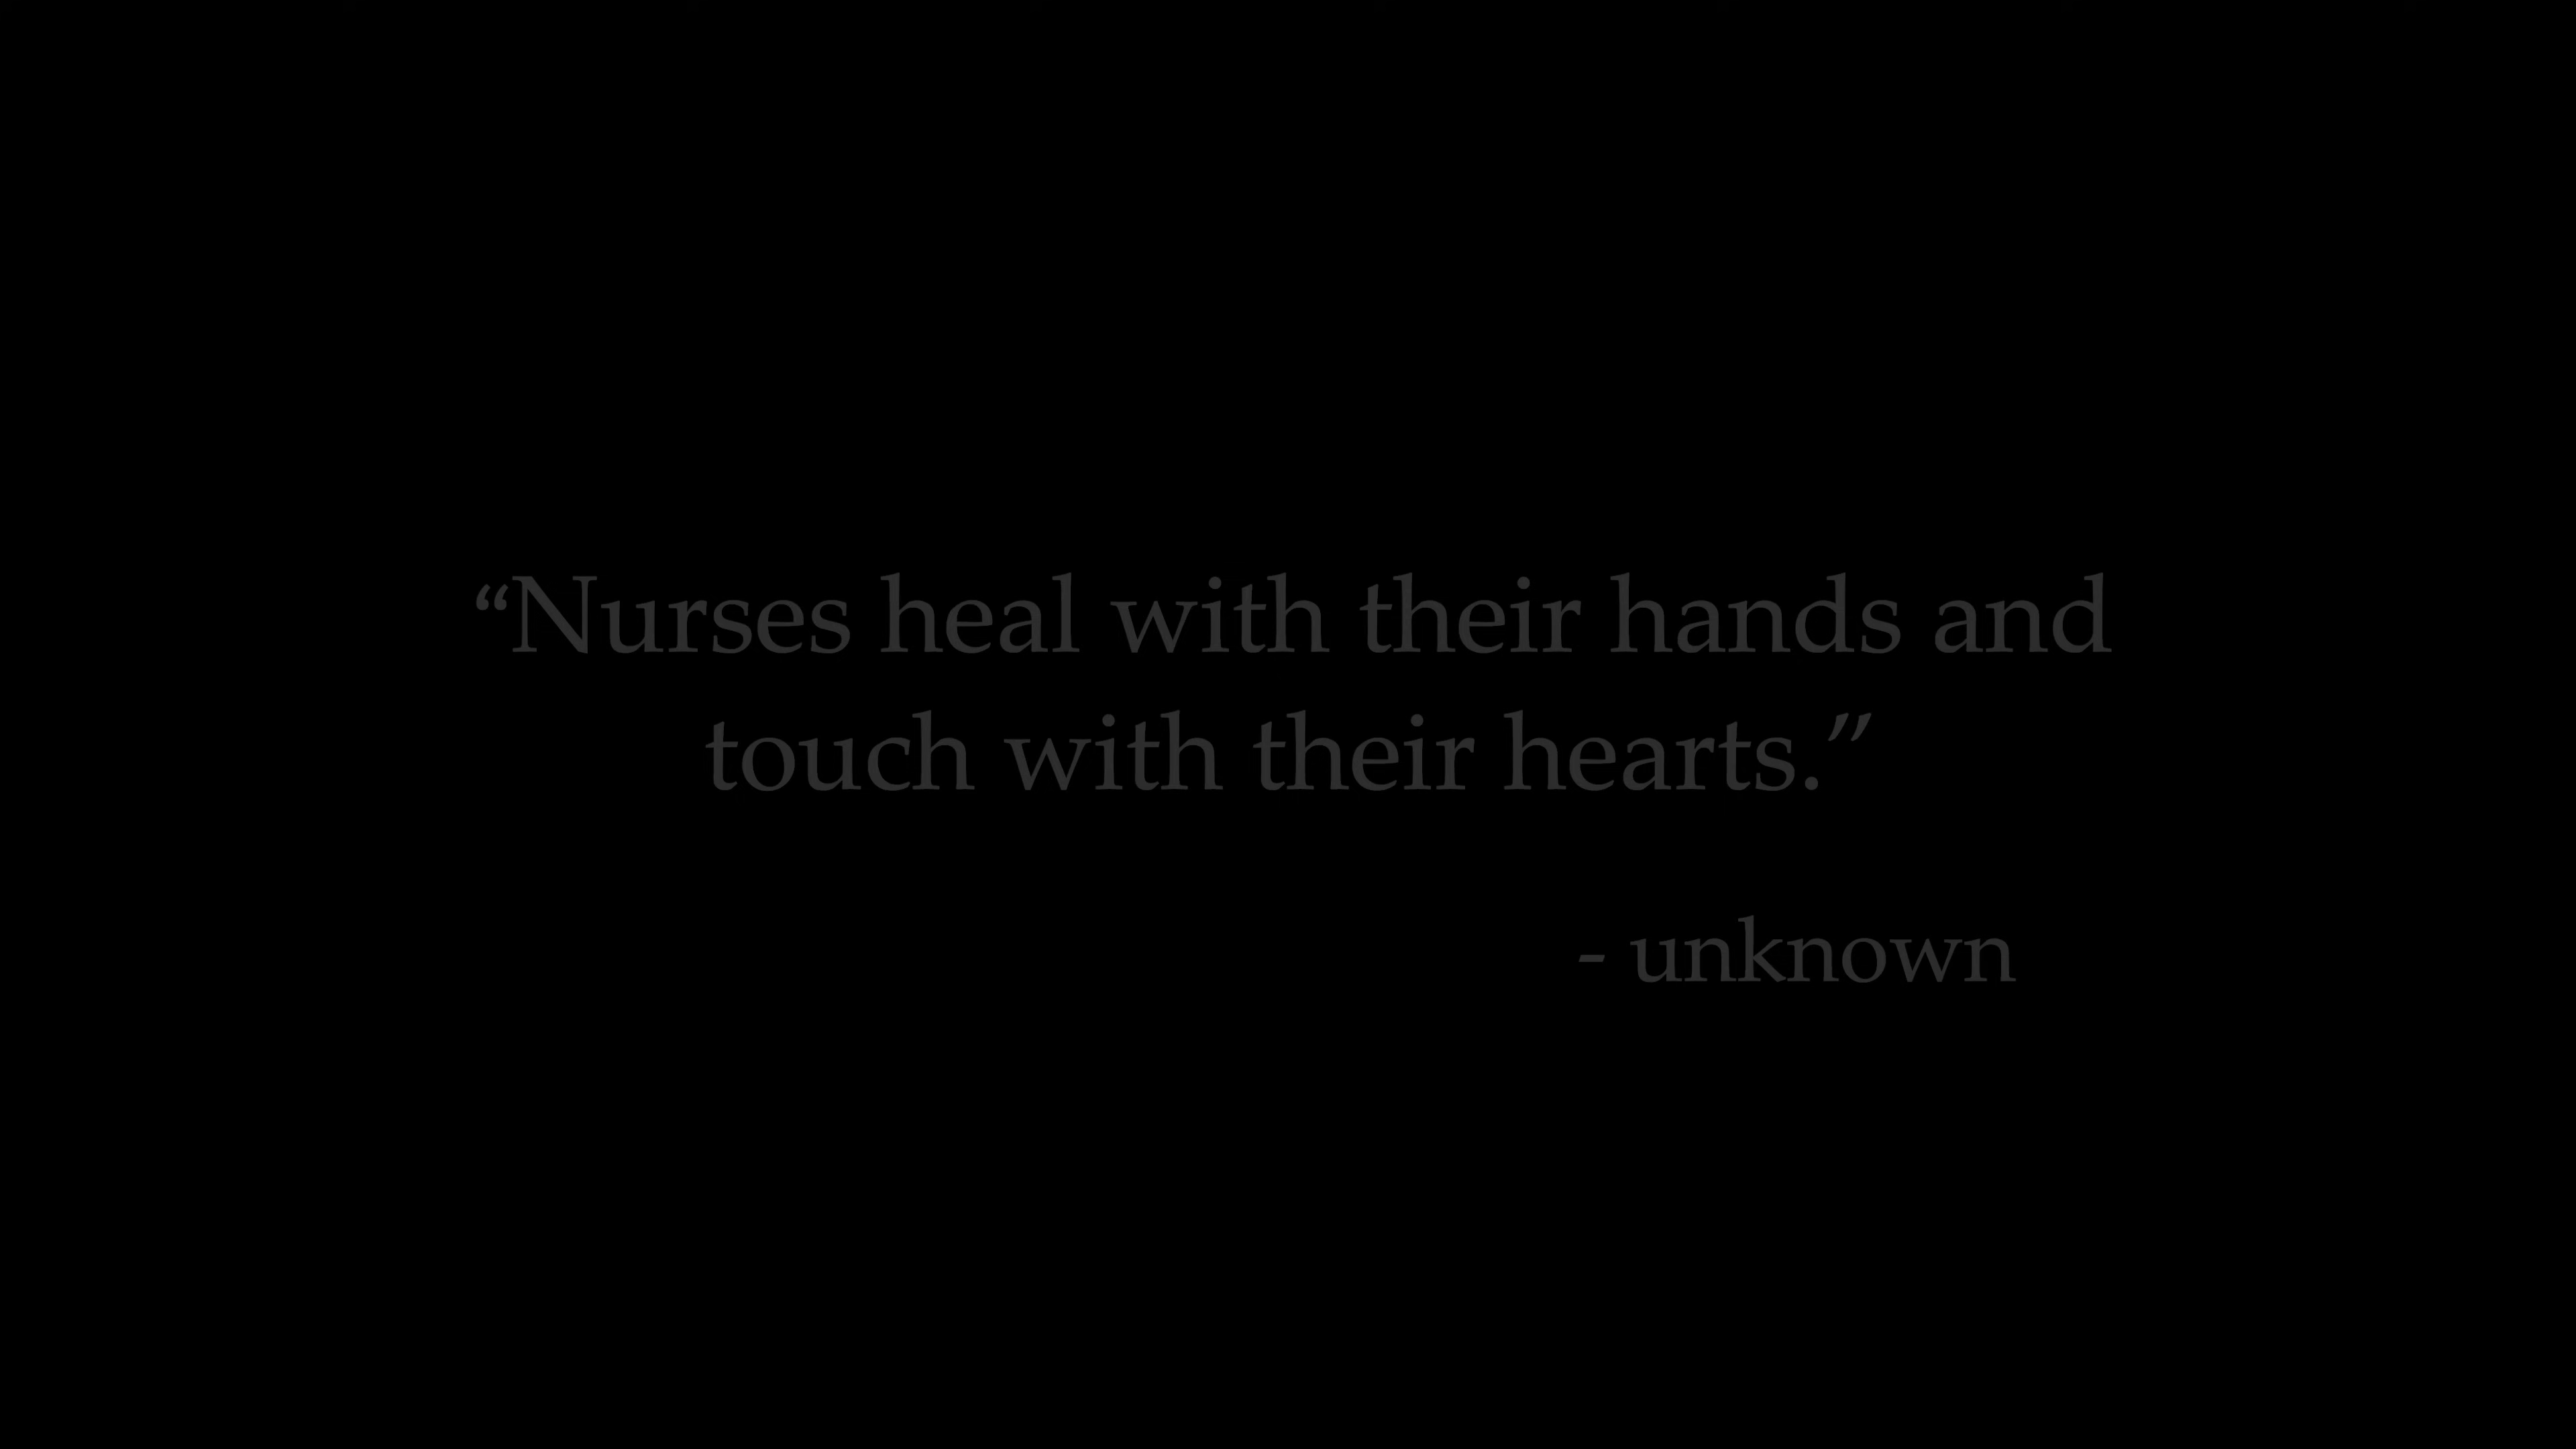 “Nurses heal with their hands and
touch with their hearts.”
- unknown